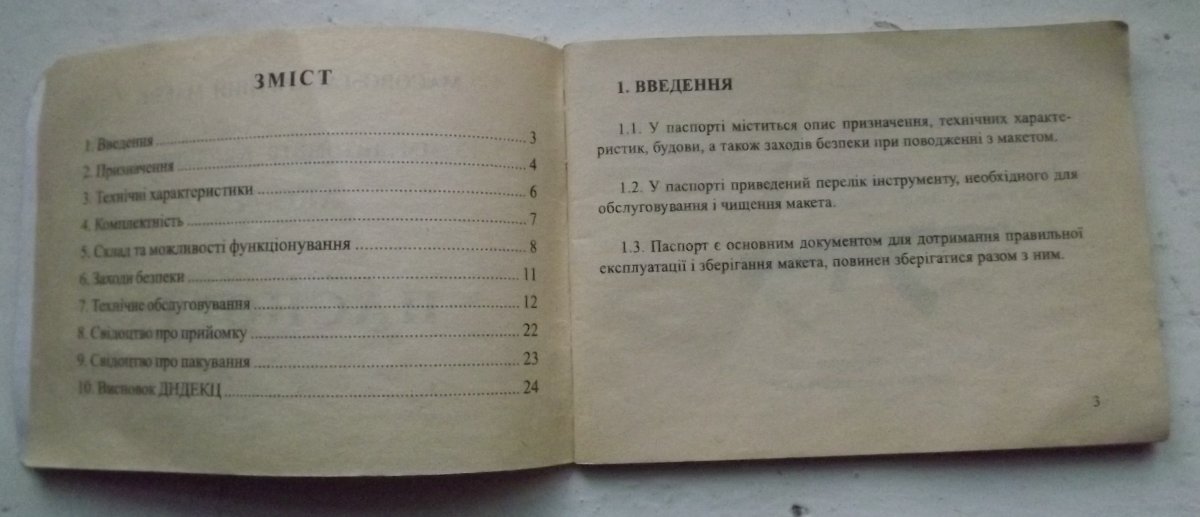 ЗМІСТ
1. Введення ........ 3
2. Призначення ........ 4
3. Технічні характеристики ........ 6
4. Комплектність ........ 7
5. Склад та можливості функціонування ........ 8
6. Заходи безпеки ........ 11
7. Технічне обслуговування ........ 12
8. Свідоцтво про прийомку ........ 22
9. Свідоцтво про пакування ........ 23
10. Висновок ДНДЕКЦ ........ 24
1. ВВЕДЕННЯ
1.1. У паспорті міститься опис призначення, технічних характе-
ристик, будови, а також заходів безпеки при поводженні з макетом.
1.2. У паспорті приведений перелік інструменту, необхідного для
обслуговування і чищення макета.
1.3. Паспорт є основним документом для дотримання правильної
експлуатації і зберігання макета, повинен зберігатися разом з ним.
3